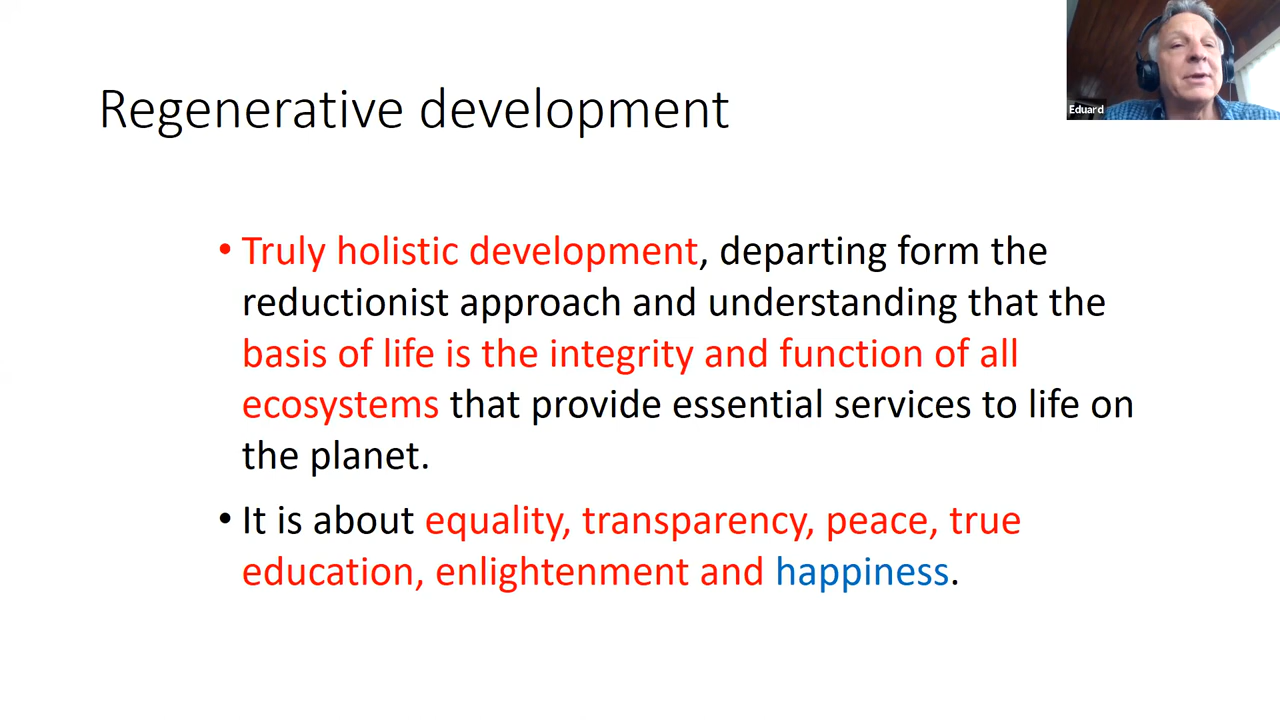 Regenerative development
Eduard
• Truly holistic development, departing form the
reductionist approach and understanding that the
basis of life is the integrity and function of all
ecosystems that provide essential services to life on
the planet.
• It is about equality, transparency, peace, true
education, enlightenment and happiness.